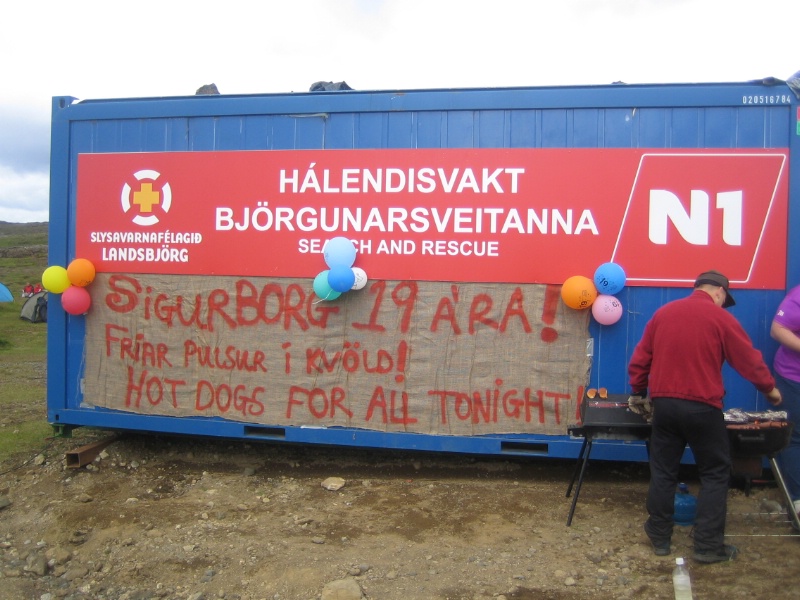 020516784
HÁLENDISVAKT
BJÖRGUNARSVEITANNA
SEARCH AND RESCUE
SLYSAVARNAFÉLAGIÐ
LANDSBJÖRG
N1
SIGURBORG 19 ÁRA!
FRÍAR PULSUR Í KVÖLD!
HOT DOGS FOR ALL TONIGHT!